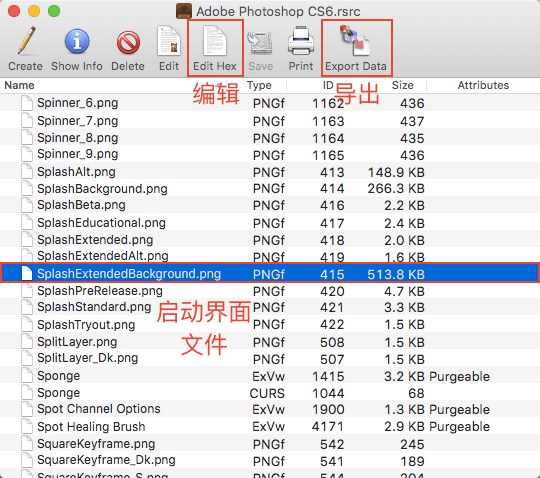 Adobe Photoshop CS6.rsrc
Create Show Info Delete Edit Edit Hex Save Print Export Data
编辑 导出
Name Type ID Size Attributes
Spinner_6.png PNGf 1162 436
Spinner_7.png PNGf 1163 437
Spinner_8.png PNGf 1164 435
Spinner_9.png PNGf 1165 436
SplashAlt.png PNGf 413 148.9 KB
SplashBackground.png PNGf 414 266.3 KB
SplashBeta.png PNGf 416 2.2 KB
SplashEducational.png PNGf 417 2.4 KB
SplashExtended.png PNGf 418 2.0 KB
SplashExtendedAlt.png PNGf 419 1.6 KB
SplashExtendedBackground.png PNGf 415 513.8 KB
SplashPreRelease.png PNGf 420 4.7 KB
SplashStandard.png PNGf 421 3.3 KB
SplashTryout.png PNGf 422 1.5 KB
启动界面
文件
SplitLayer.png PNGf 508 1.5 KB
SplitLayer_Dk.png PNGf 507 1.5 KB
Sponge ExVw 1415 3.2 KB Purgeable
Sponge CURS 1044 68
Spot Channel Options ExVw 1900 1.3 KB Purgeable
Spot Healing Brush ExVw 4171 2.9 KB Purgeable
SquareKeyframe.png PNGf 542 245
SquareKeyframe_Dk.png PNGf 541 189
SquareKeyframe_S.png PNGf 544 204